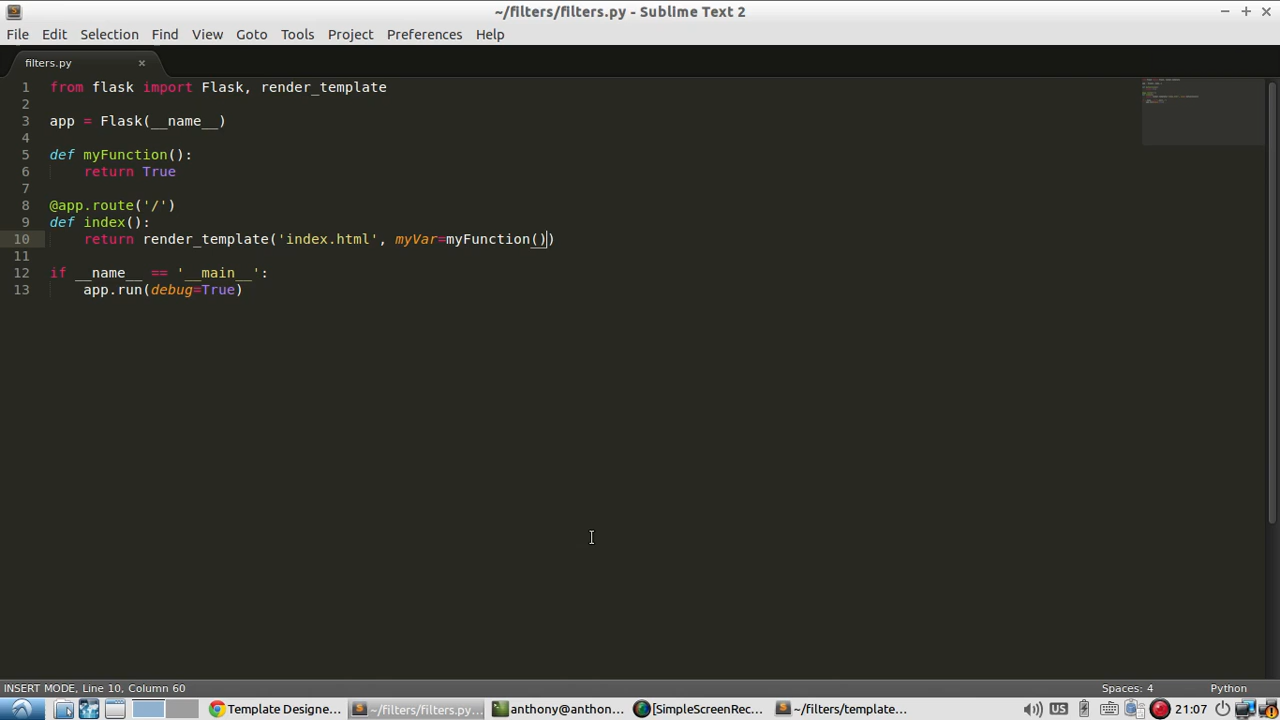 ~/filters/filters.py - Sublime Text 2
File Edit Selection Find View Goto Tools Project Preferences Help
filters.py ×
1 from flask import Flask, render_template
2
3 app = Flask(__name__)
4
5 def myFunction():
6     return True
7
8 @app.route('/')
9 def index():
10     return render_template('index.html', myVar=myFunction())
11
12 if __name__ == '__main__':
13     app.run(debug=True)
INSERT MODE, Line 10, Column 60 Spaces: 4 Python
Template Designe... ~/filters/filters.py... anthony@anthon... [SimpleScreenRec... ~/filters/template... US 21:07